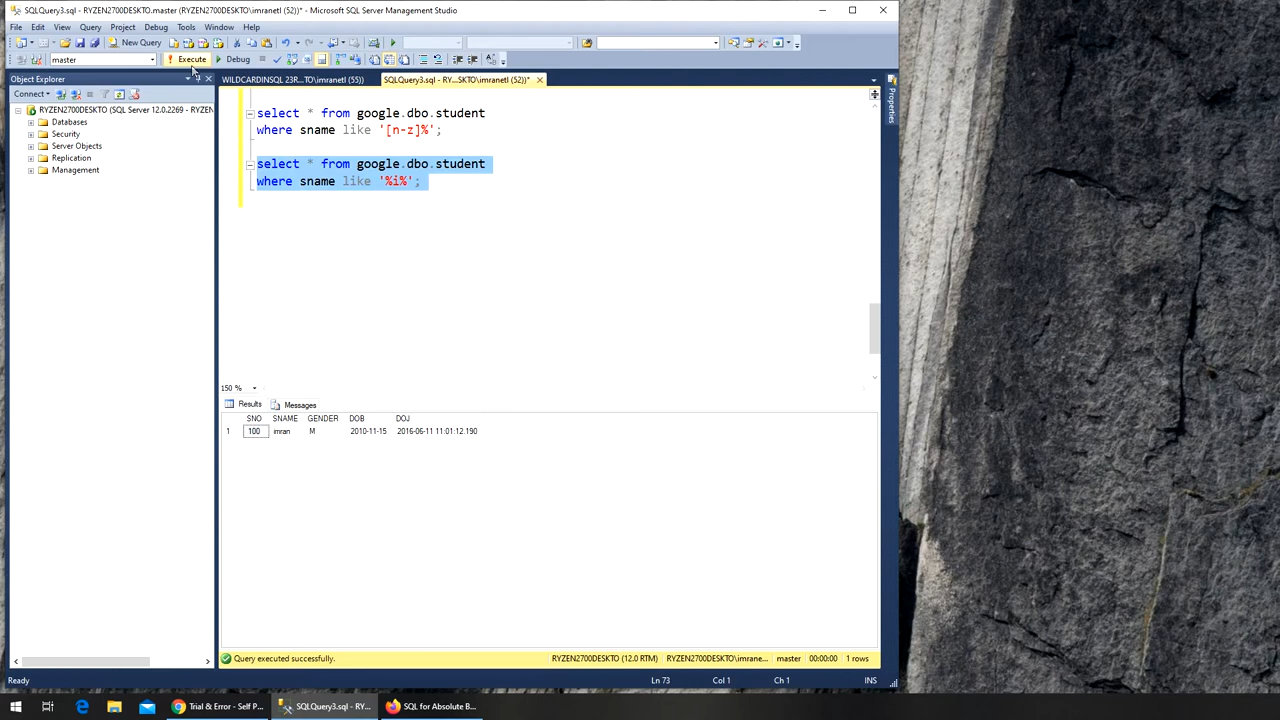 SQLQuery3.sql - RYZEN2700DESKTO.master (RYZEN2700DESKTO\imranetl (52))* - Microsoft SQL Server Management Studio
File Edit View Query Project Debug Tools Window Help
New Query
master Execute Debug
Object Explorer
WILDCARDINSQL 23R...TO\imranetl (55))
SQLQuery3.sql - RY...SKTO\imranetl (52))*
Properties
Connect
RYZEN2700DESKTO (SQL Server 12.0.2269 - RYZEN
Databases
Security
Server Objects
Replication
Management
select * from google.dbo.student
where sname like '[n-z]%';
select * from google.dbo.student
where sname like '%i%';
150 %
Results Messages
SNO SNAME GENDER DOB DOJ
1 100 imran M 2010-11-15 2016-06-11 11:01:12.190
Query executed successfully. RYZEN2700DESKTO (12.0 RTM) RYZEN2700DESKTO\imrane... master 00:00:00 1 rows
Ready Ln 73 Col 1 Ch 1 INS
Trial & Error - Self P... SQLQuery3.sql - RY... SQL for Absolute B...